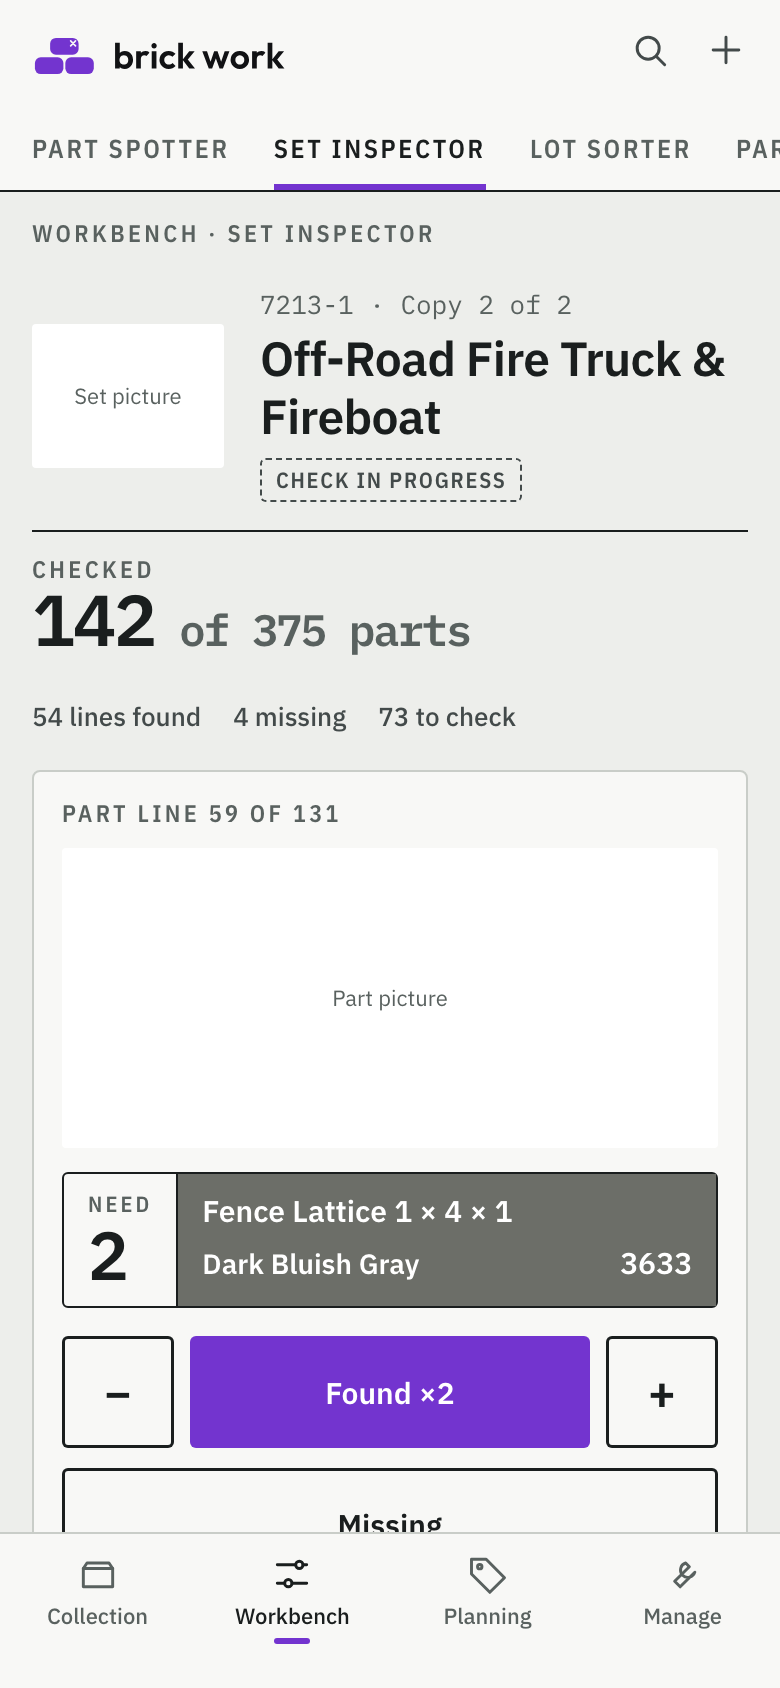 brick work
PART SPOTTER SET INSPECTOR LOT SORTER PAR
WORKBENCH · SET INSPECTOR
7213-1 · Copy 2 of 2
Set picture
Off-Road Fire Truck &
Fireboat
CHECK IN PROGRESS
CHECKED
142 of 375 parts
54 lines found 4 missing 73 to check
PART LINE 59 OF 131
Part picture
NEED
2
Fence Lattice 1 × 4 × 1
Dark Bluish Gray 3633
− Found ×2 +
Missing
Collection Workbench Planning Manage